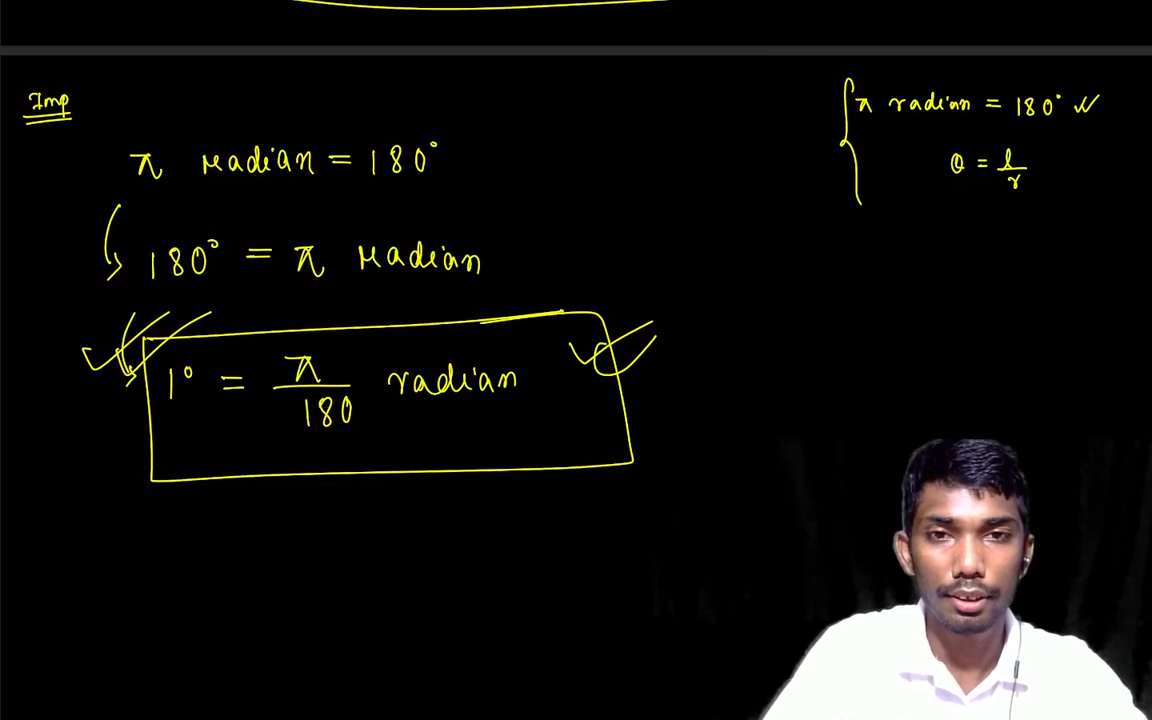 Imp
π radian = 180°
180° = π radian
1° = π/180 radian
π radian = 180°
θ = l/r